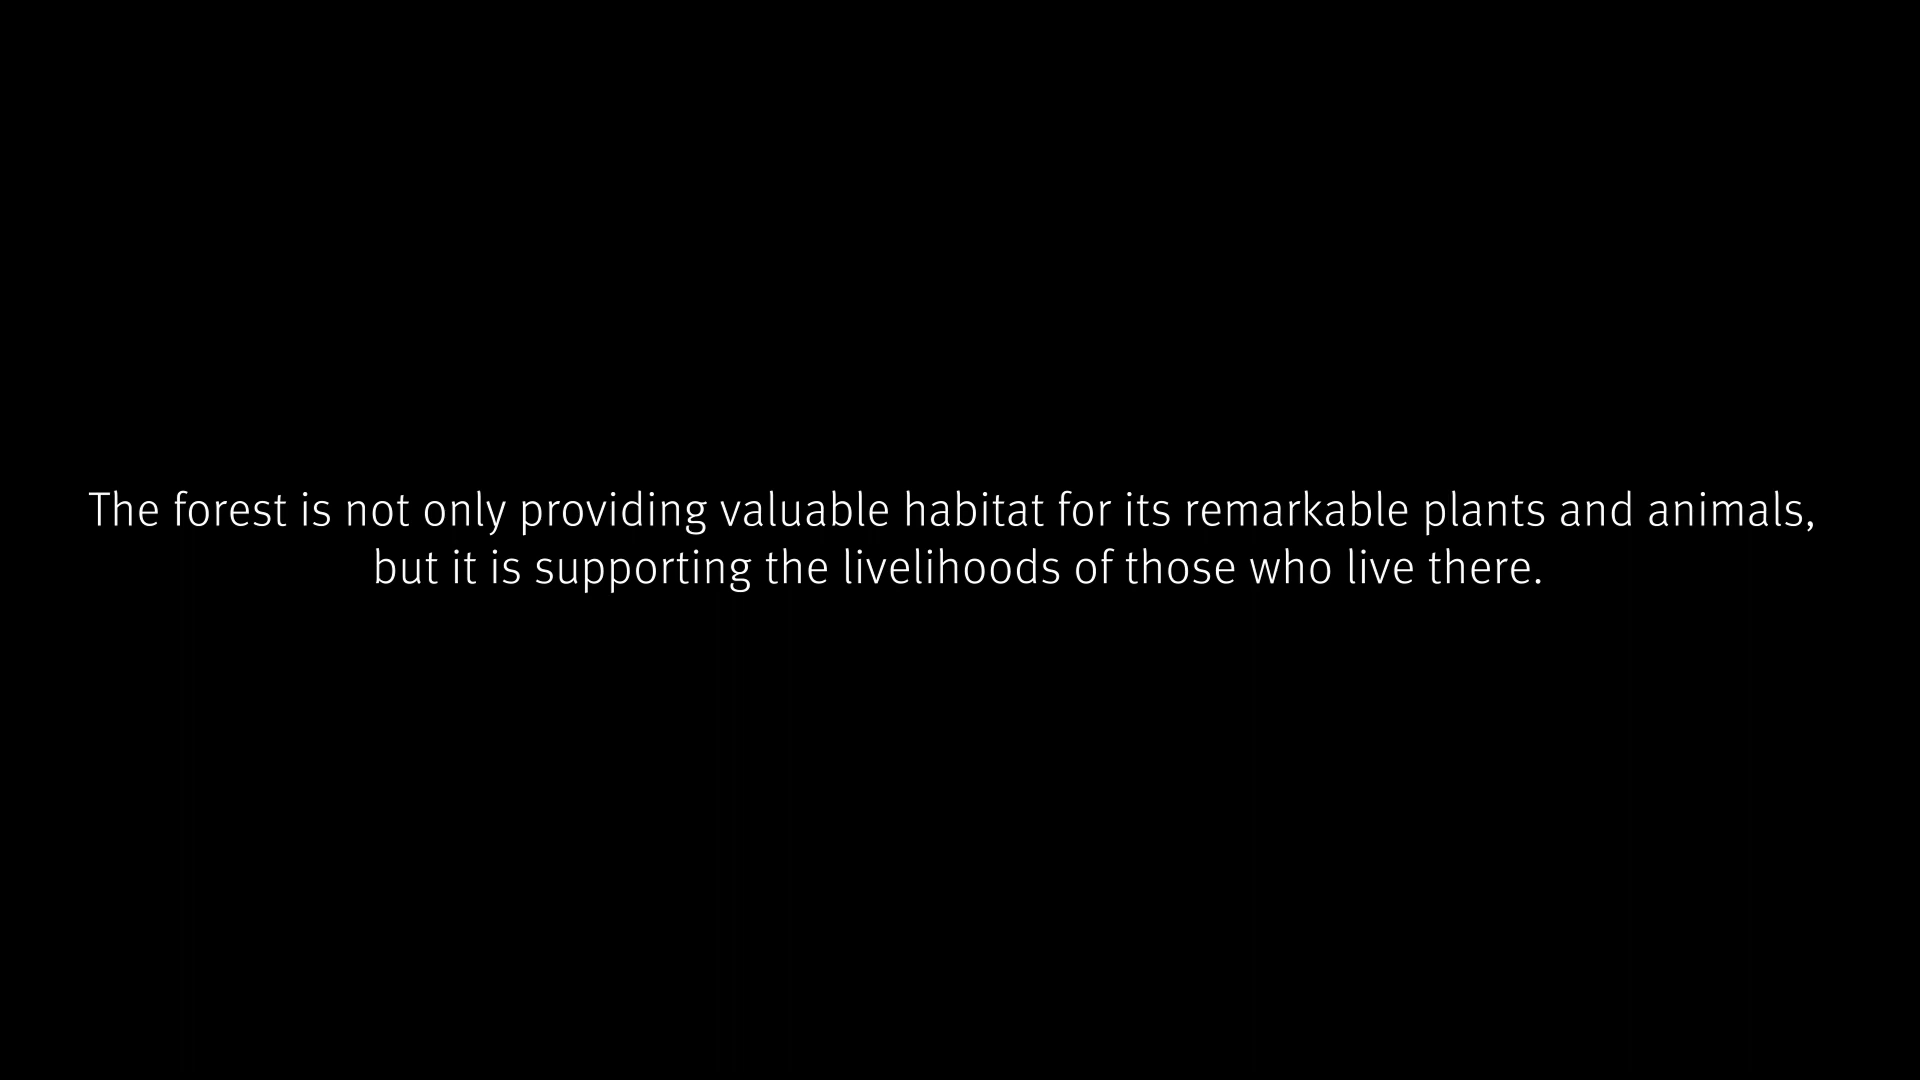 The forest is not only providing valuable habitat for its remarkable plants and animals,
but it is supporting the livelihoods of those who live there.